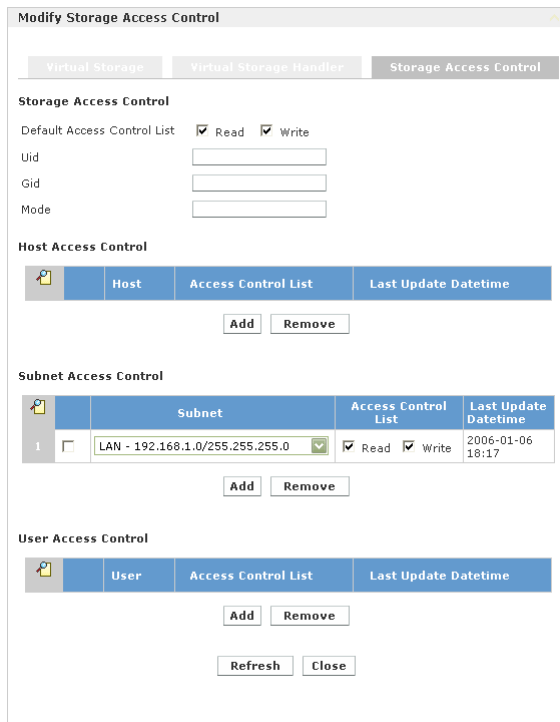 Modify Storage Access Control
Virtual Storage Virtual Storage Handler Storage Access Control
Storage Access Control
Default Access Control List Read Write
Uid
Gid
Mode
Host Access Control
Host Access Control List Last Update Datetime
Add Remove
Subnet Access Control
Subnet Access Control List Last Update Datetime
1 LAN - 192.168.1.0/255.255.255.0 Read Write 2006-01-06 18:17
Add Remove
User Access Control
User Access Control List Last Update Datetime
Add Remove
Refresh Close